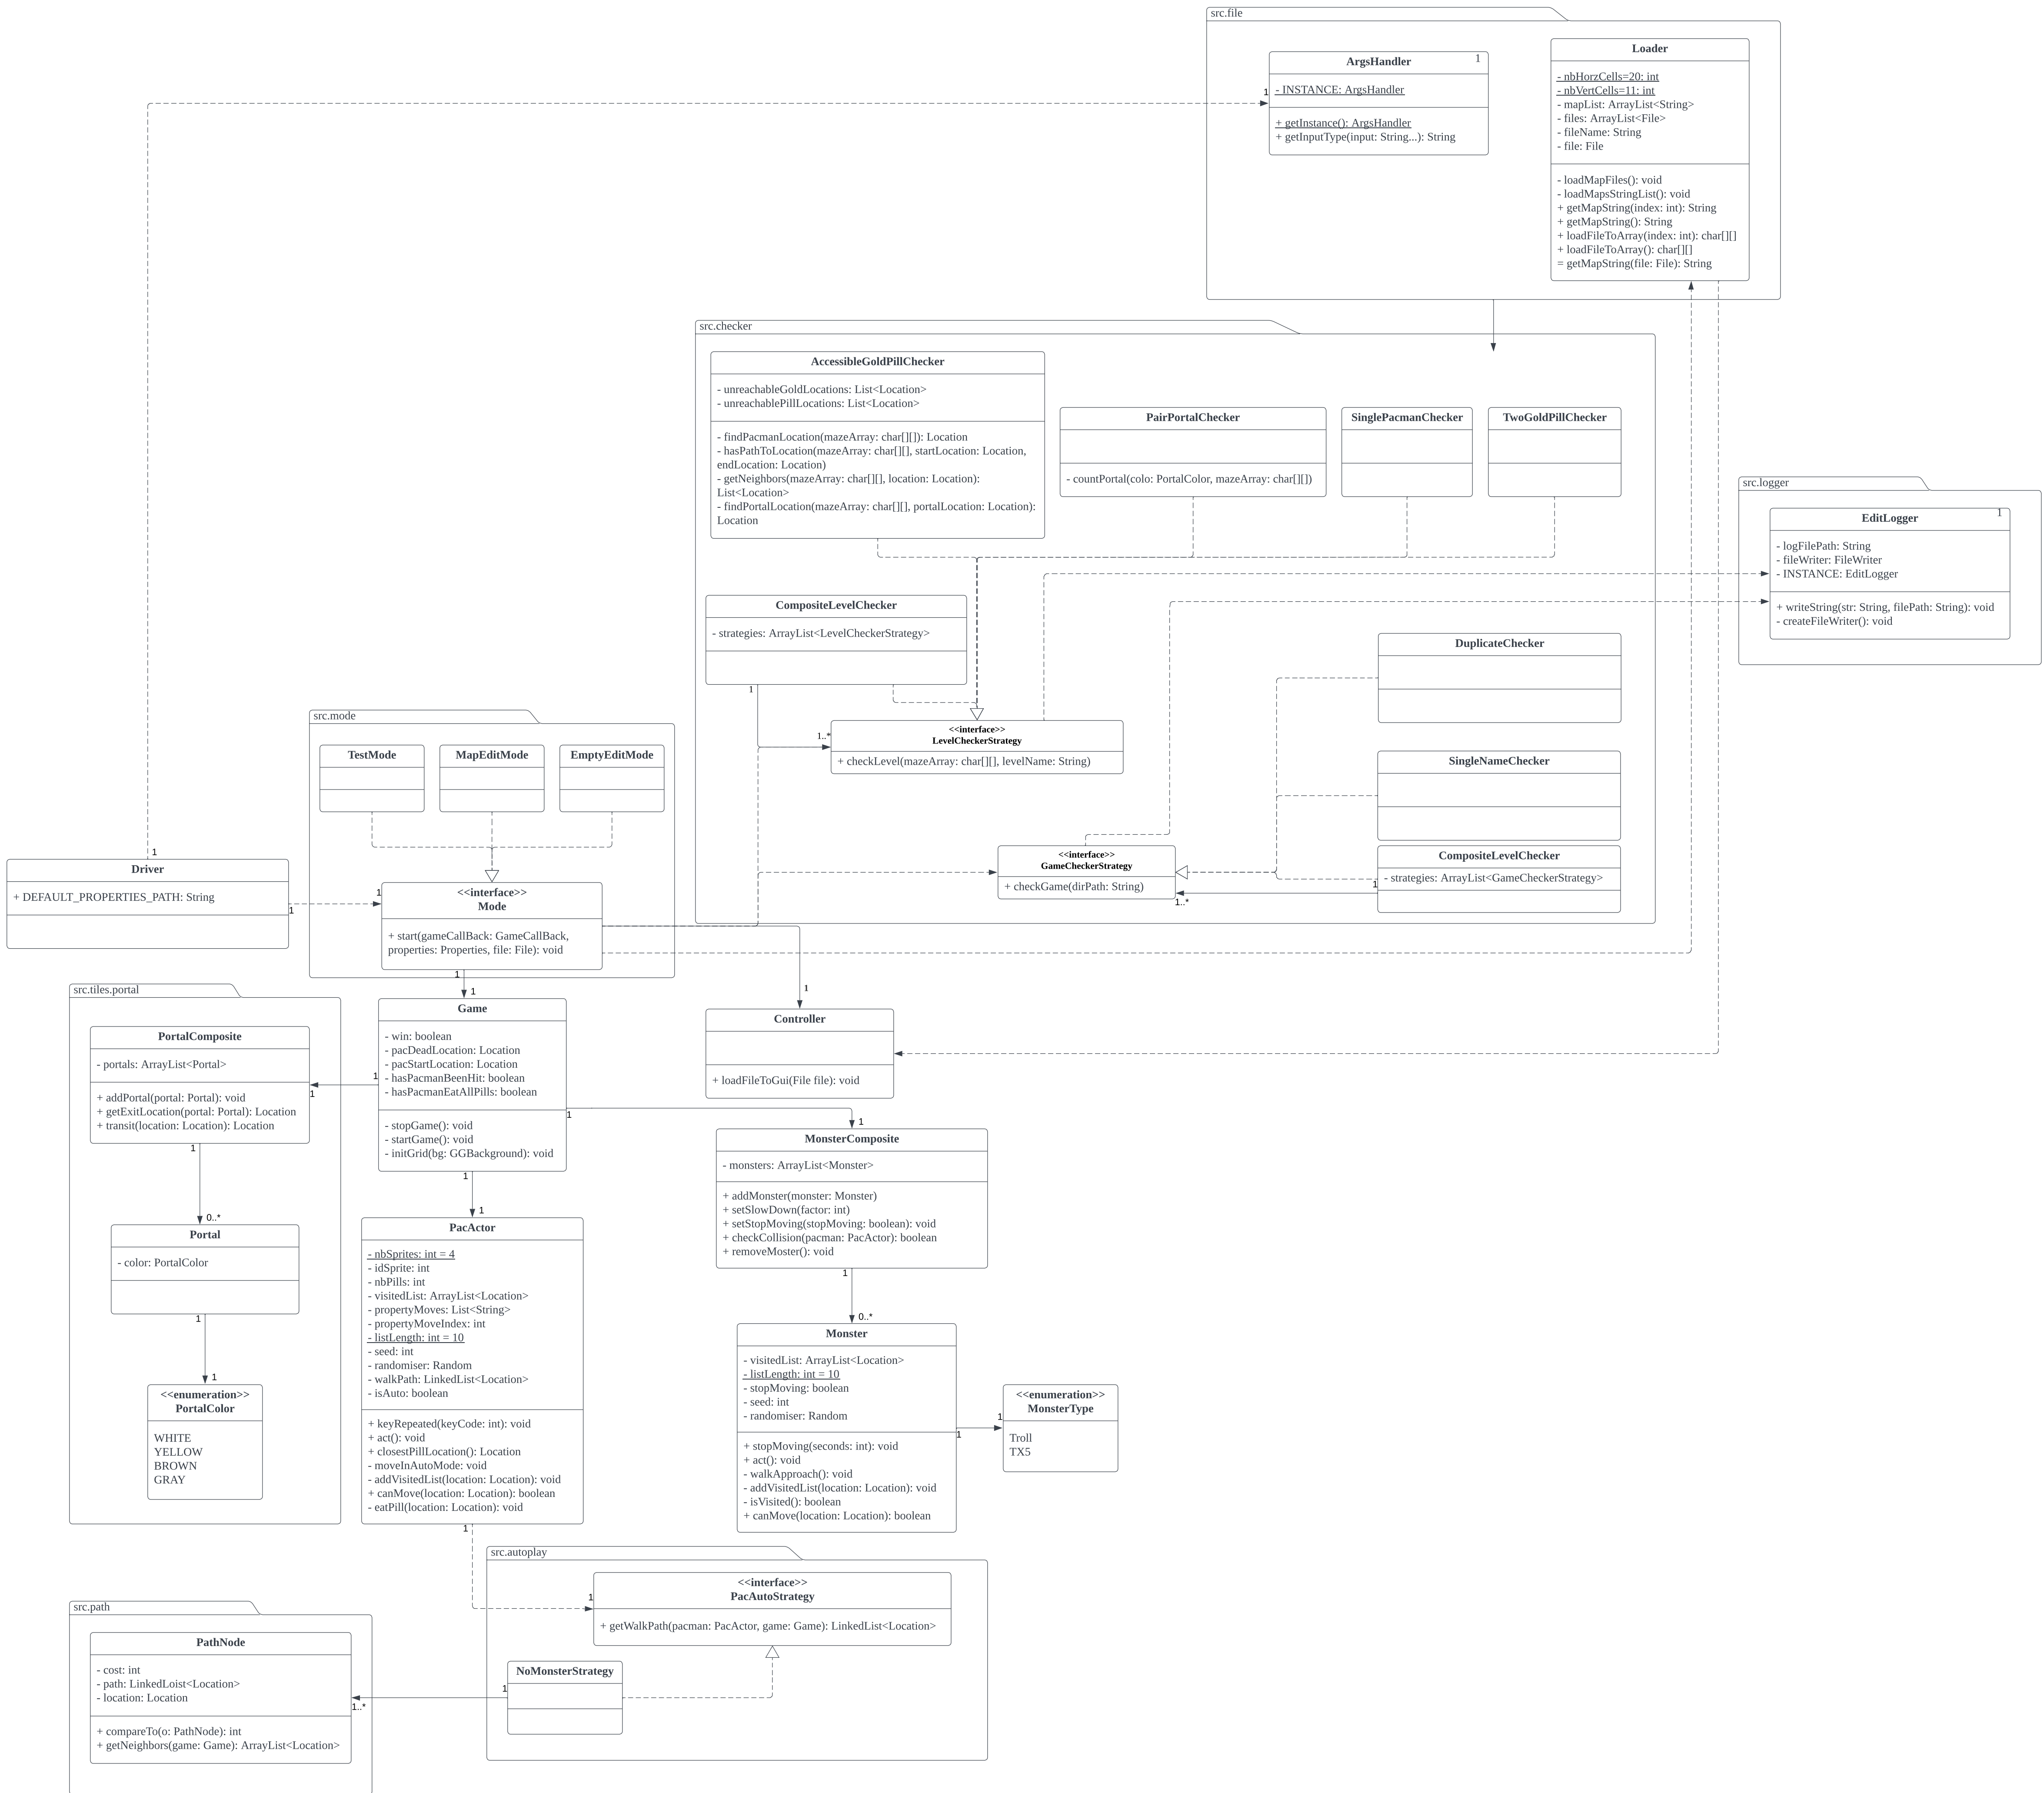 src.file
ArgsHandler
1
- INSTANCE: ArgsHandler
+ getInstance(): ArgsHandler
+ getInputType(input: String...): String
1
Loader
- nbHorzCells=20: int
- nbVertCells=11: int
- mapList: ArrayList<String>
- files: ArrayList<File>
- fileName: String
- file: File
- loadMapFiles(): void
- loadMapsStringList(): void
+ getMapString(index: int): String
+ getMapString(): String
+ loadFileToArray(index: int): char[][]
+ loadFileToArray(): char[][]
= getMapString(file: File): String
src.checker
AccessibleGoldPillChecker
- unreachableGoldLocations: List<Location>
- unreachablePillLocations: List<Location>
- findPacmanLocation(mazeArray: char[][]): Location
- hasPathToLocation(mazeArray: char[][], startLocation: Location,
endLocation: Location)
- getNeighbors(mazeArray: char[][], location: Location):
List<Location>
- findPortalLocation(mazeArray: char[][], portalLocation: Location):
Location
PairPortalChecker
- countPortal(colo: PortalColor, mazeArray: char[][])
SinglePacmanChecker
TwoGoldPillChecker
src.logger
EditLogger
1
- logFilePath: String
- fileWriter: FileWriter
- INSTANCE: EditLogger
+ writeString(str: String, filePath: String): void
- createFileWriter(): void
CompositeLevelChecker
- strategies: ArrayList<LevelCheckerStrategy>
1
1..*
<<interface>>
LevelCheckerStrategy
+ checkLevel(mazeArray: char[][], levelName: String)
DuplicateChecker
SingleNameChecker
<<interface>>
GameCheckerStrategy
+ checkGame(dirPath: String)
1..*
1
CompositeLevelChecker
- strategies: ArrayList<GameCheckerStrategy>
src.mode
TestMode
MapEditMode
EmptyEditMode
1
Driver
+ DEFAULT_PROPERTIES_PATH: String
1
1
<<interface>>
Mode
+ start(gameCallBack: GameCallBack,
properties: Properties, file: File): void
1
1
1
src.tiles.portal
PortalComposite
- portals: ArrayList<Portal>
+ addPortal(portal: Portal): void
+ getExitLocation(portal: Portal): Location
+ transit(location: Location): Location
1
1
1
0..*
Portal
- color: PortalColor
1
1
<<enumeration>>
PortalColor
WHITE
YELLOW
BROWN
GRAY
Game
- win: boolean
- pacDeadLocation: Location
- pacStartLocation: Location
- hasPacmanBeenHit: boolean
- hasPacmanEatAllPills: boolean
- stopGame(): void
- startGame(): void
- initGrid(bg: GGBackground): void
1
1
1
1
Controller
+ loadFileToGui(File file): void
MonsterComposite
- monsters: ArrayList<Monster>
+ addMonster(monster: Monster)
+ setSlowDown(factor: int)
+ setStopMoving(stopMoving: boolean): void
+ checkCollision(pacman: PacActor): boolean
+ removeMoster(): void
1
0..*
PacActor
- nbSprites: int = 4
- idSprite: int
- nbPills: int
- visitedList: ArrayList<Location>
- propertyMoves: List<String>
- propertyMoveIndex: int
- listLength: int = 10
- seed: int
- randomiser: Random
- walkPath: LinkedList<Location>
- isAuto: boolean
+ keyRepeated(keyCode: int): void
+ act(): void
+ closestPillLocation(): Location
- moveInAutoMode: void
- addVisitedList(location: Location): void
+ canMove(location: Location): boolean
- eatPill(location: Location): void
1
Monster
- visitedList: ArrayList<Location>
- listLength: int = 10
- stopMoving: boolean
- seed: int
- randomiser: Random
+ stopMoving(seconds: int): void
+ act(): void
- walkApproach(): void
- addVisitedList(location: Location): void
- isVisited(): boolean
+ canMove(location: Location): boolean
1
1
<<enumeration>>
MonsterType
Troll
TX5
src.autoplay
1
<<interface>>
PacAutoStrategy
+ getWalkPath(pacman: PacActor, game: Game): LinkedList<Location>
NoMonsterStrategy
1
1..*
src.path
PathNode
- cost: int
- path: LinkedLoist<Location>
- location: Location
+ compareTo(o: PathNode): int
+ getNeighbors(game: Game): ArrayList<Location>